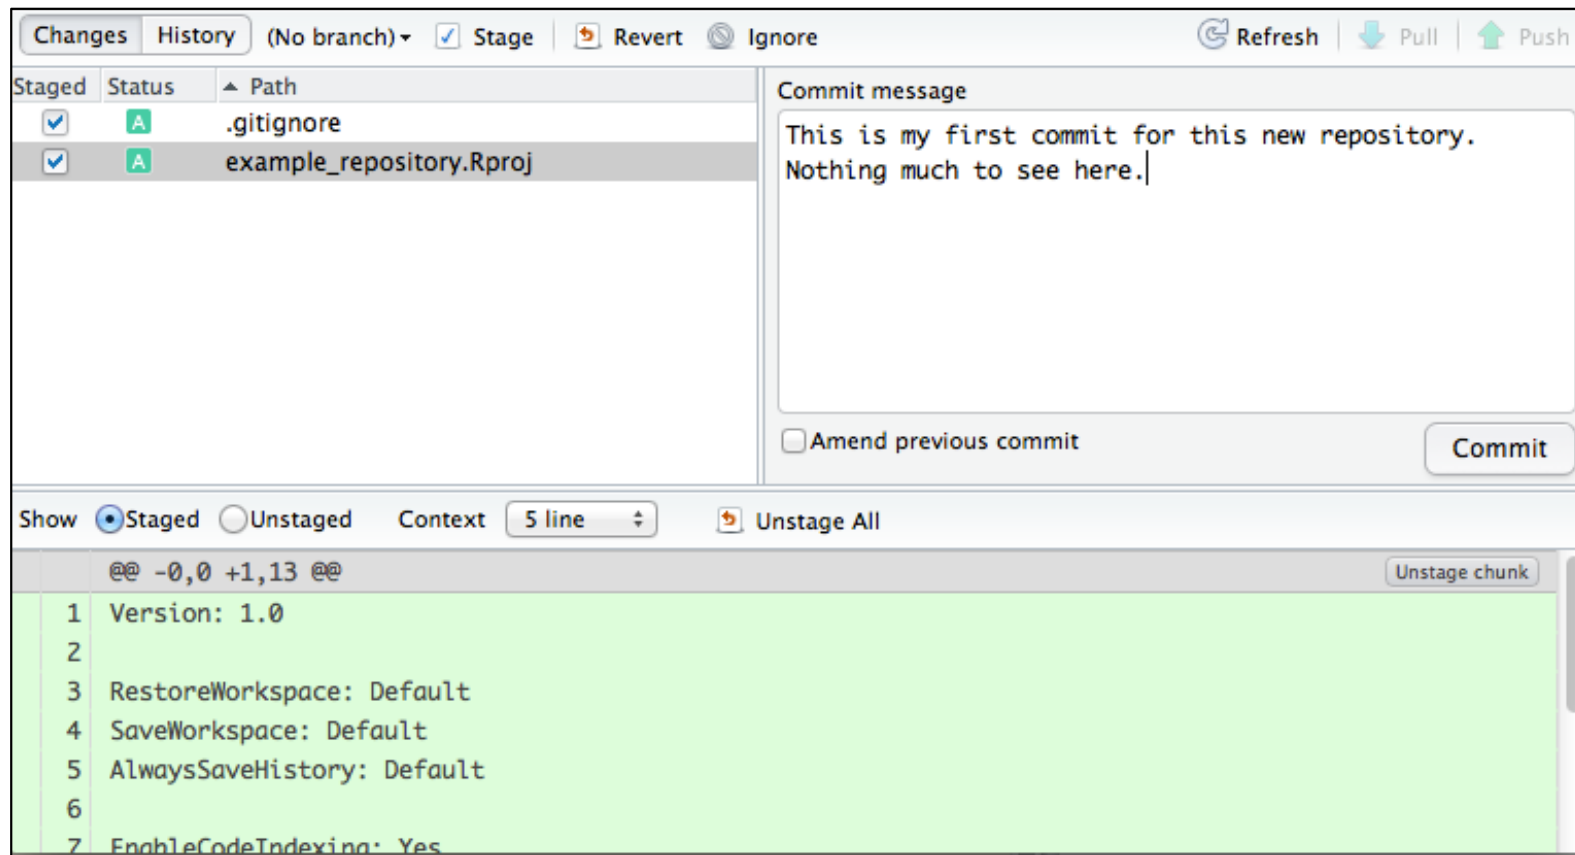 Changes History (No branch) Stage Revert Ignore Refresh Pull Push
Staged Status Path
A .gitignore
A example_repository.Rproj
Commit message
This is my first commit for this new repository.
Nothing much to see here.
Amend previous commit
Commit
Show Staged Unstaged Context 5 line Unstage All
@@ -0,0 +1,13 @@ Unstage chunk
1 Version: 1.0
2
3 RestoreWorkspace: Default
4 SaveWorkspace: Default
5 AlwaysSaveHistory: Default
6
7 EnableCodeIndexing: Yes